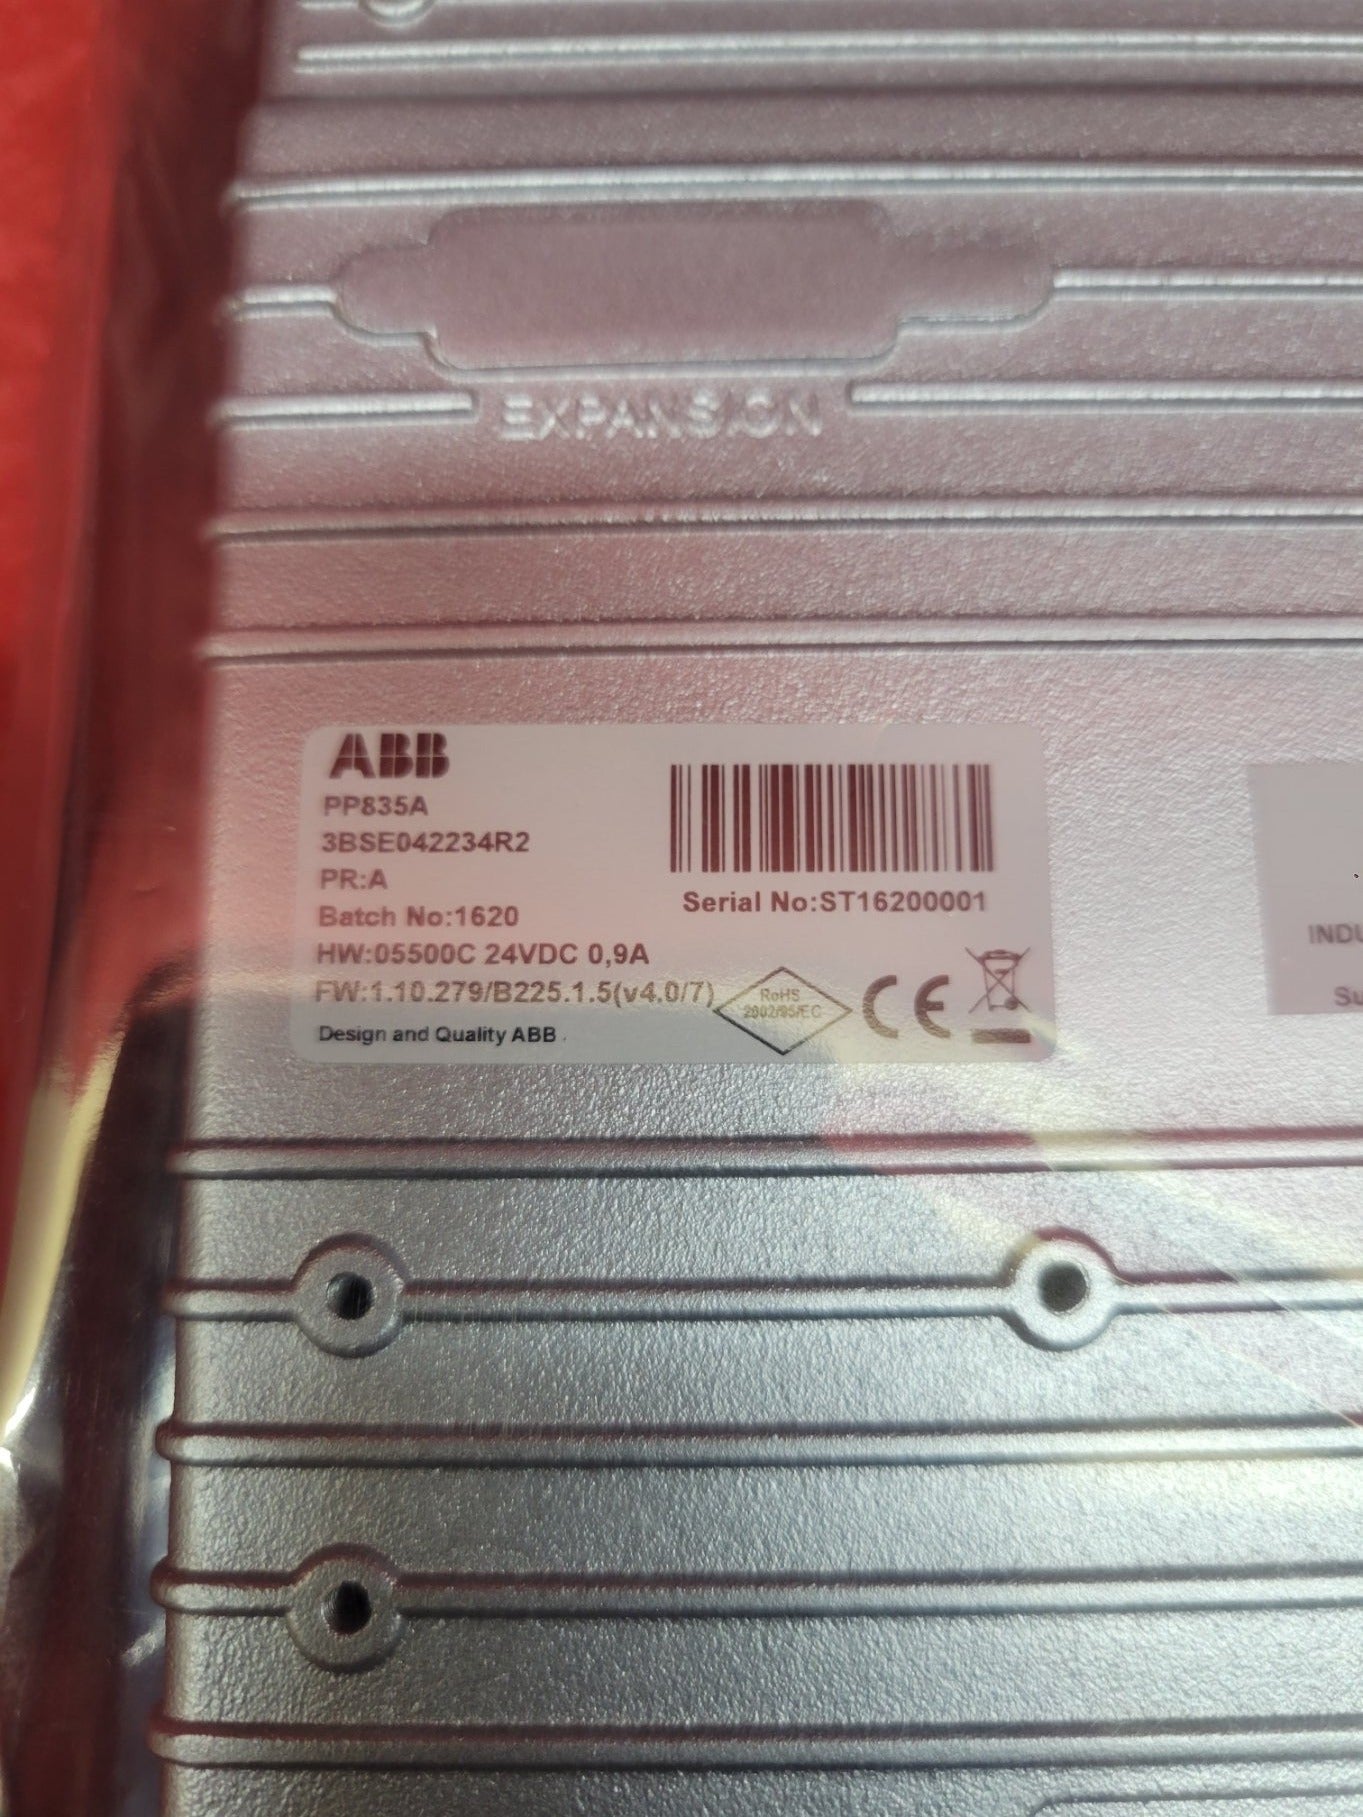 EXPANSION
ABB
PP835A
3BSE042234R2
PR:A
Batch No:1620
Serial No:ST16200001
HW:05500C 24VDC 0,9A
FW:1.10.279/B225.1.5(v4.0/7)
RoHS
2002/95/EC
CE
Design and Quality ABB
INDU
Su